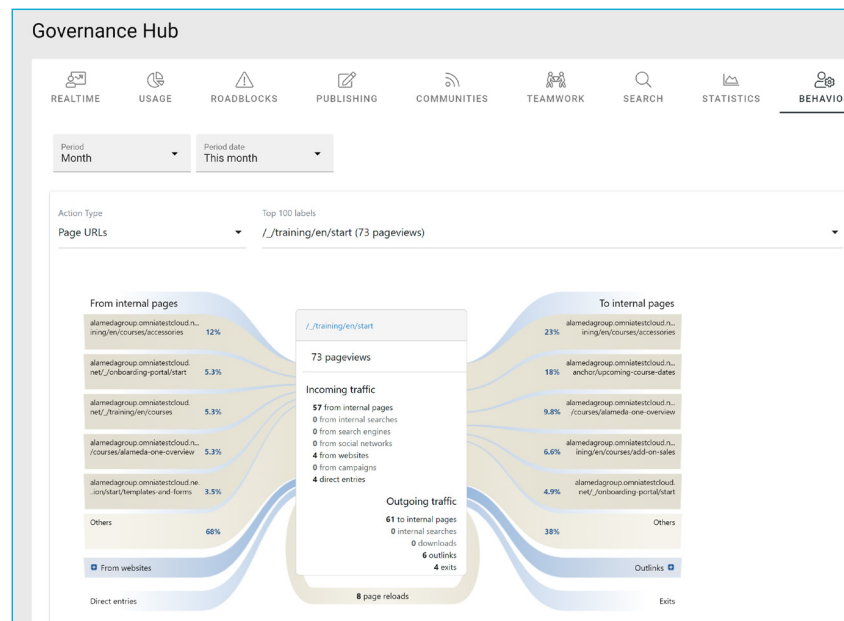 Governance Hub
REALTIME
USAGE
ROADBLOCKS
PUBLISHING
COMMUNITIES
TEAMWORK
SEARCH
STATISTICS
BEHAVIO
Period
Month
Period date
This month
Action Type
Page URLs
Top 100 labels
/_/training/en/start (73 pageviews)
From internal pages
alamedagroup.omniatestcloud.n...
ining/en/courses/accessories
12%
alamedagroup.omniatestcloud.
net/_/onboarding-portal/start
5.3%
alamedagroup.omniatestcloud.
net/_/training/en/courses
5.3%
alamedagroup.omniatestcloud.n...
/courses/alameda-one-overview
5.3%
alamedagroup.omniatestcloud.ne.
..ion/start/templates-and-forms
3.5%
Others
68%
From websites
Direct entries
/_/training/en/start
73 pageviews
Incoming traffic
57 from internal pages
0 from internal searches
0 from search engines
0 from social networks
4 from websites
0 from campaigns
4 direct entries
Outgoing traffic
61 to internal pages
0 internal searches
0 downloads
6 outlinks
4 exits
8 page reloads
To internal pages
alamedagroup.omniatestcloud.n...
ining/en/courses/accessories
23%
alamedagroup.omniatestcloud.n...
anchor/upcoming-course-dates
18%
alamedagroup.omniatestcloud.n...
/courses/alameda-one-overview
9.8%
alamedagroup.omniatestcloud.n...
ining/en/courses/add-on-sales
6.6%
alamedagroup.omniatestcloud.
net/_/onboarding-portal/start
4.9%
Others
38%
Outlinks
Exits